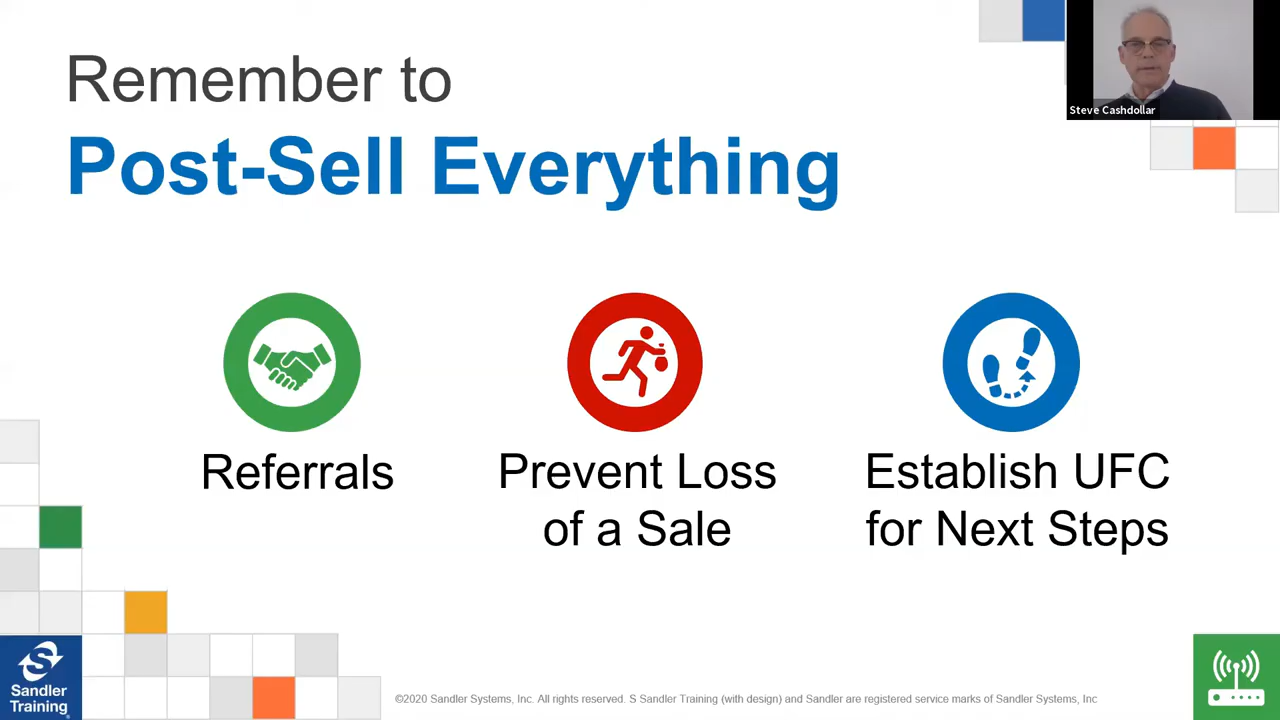 Remember to
Post-Sell Everything
Steve Cashdollar
Referrals
Prevent Loss
of a Sale
Establish UFC
for Next Steps
S
Sandler
Training®
©2020 Sandler Systems, Inc. All rights reserved. S Sandler Training (with design) and Sandler are registered service marks of Sandler Systems, Inc